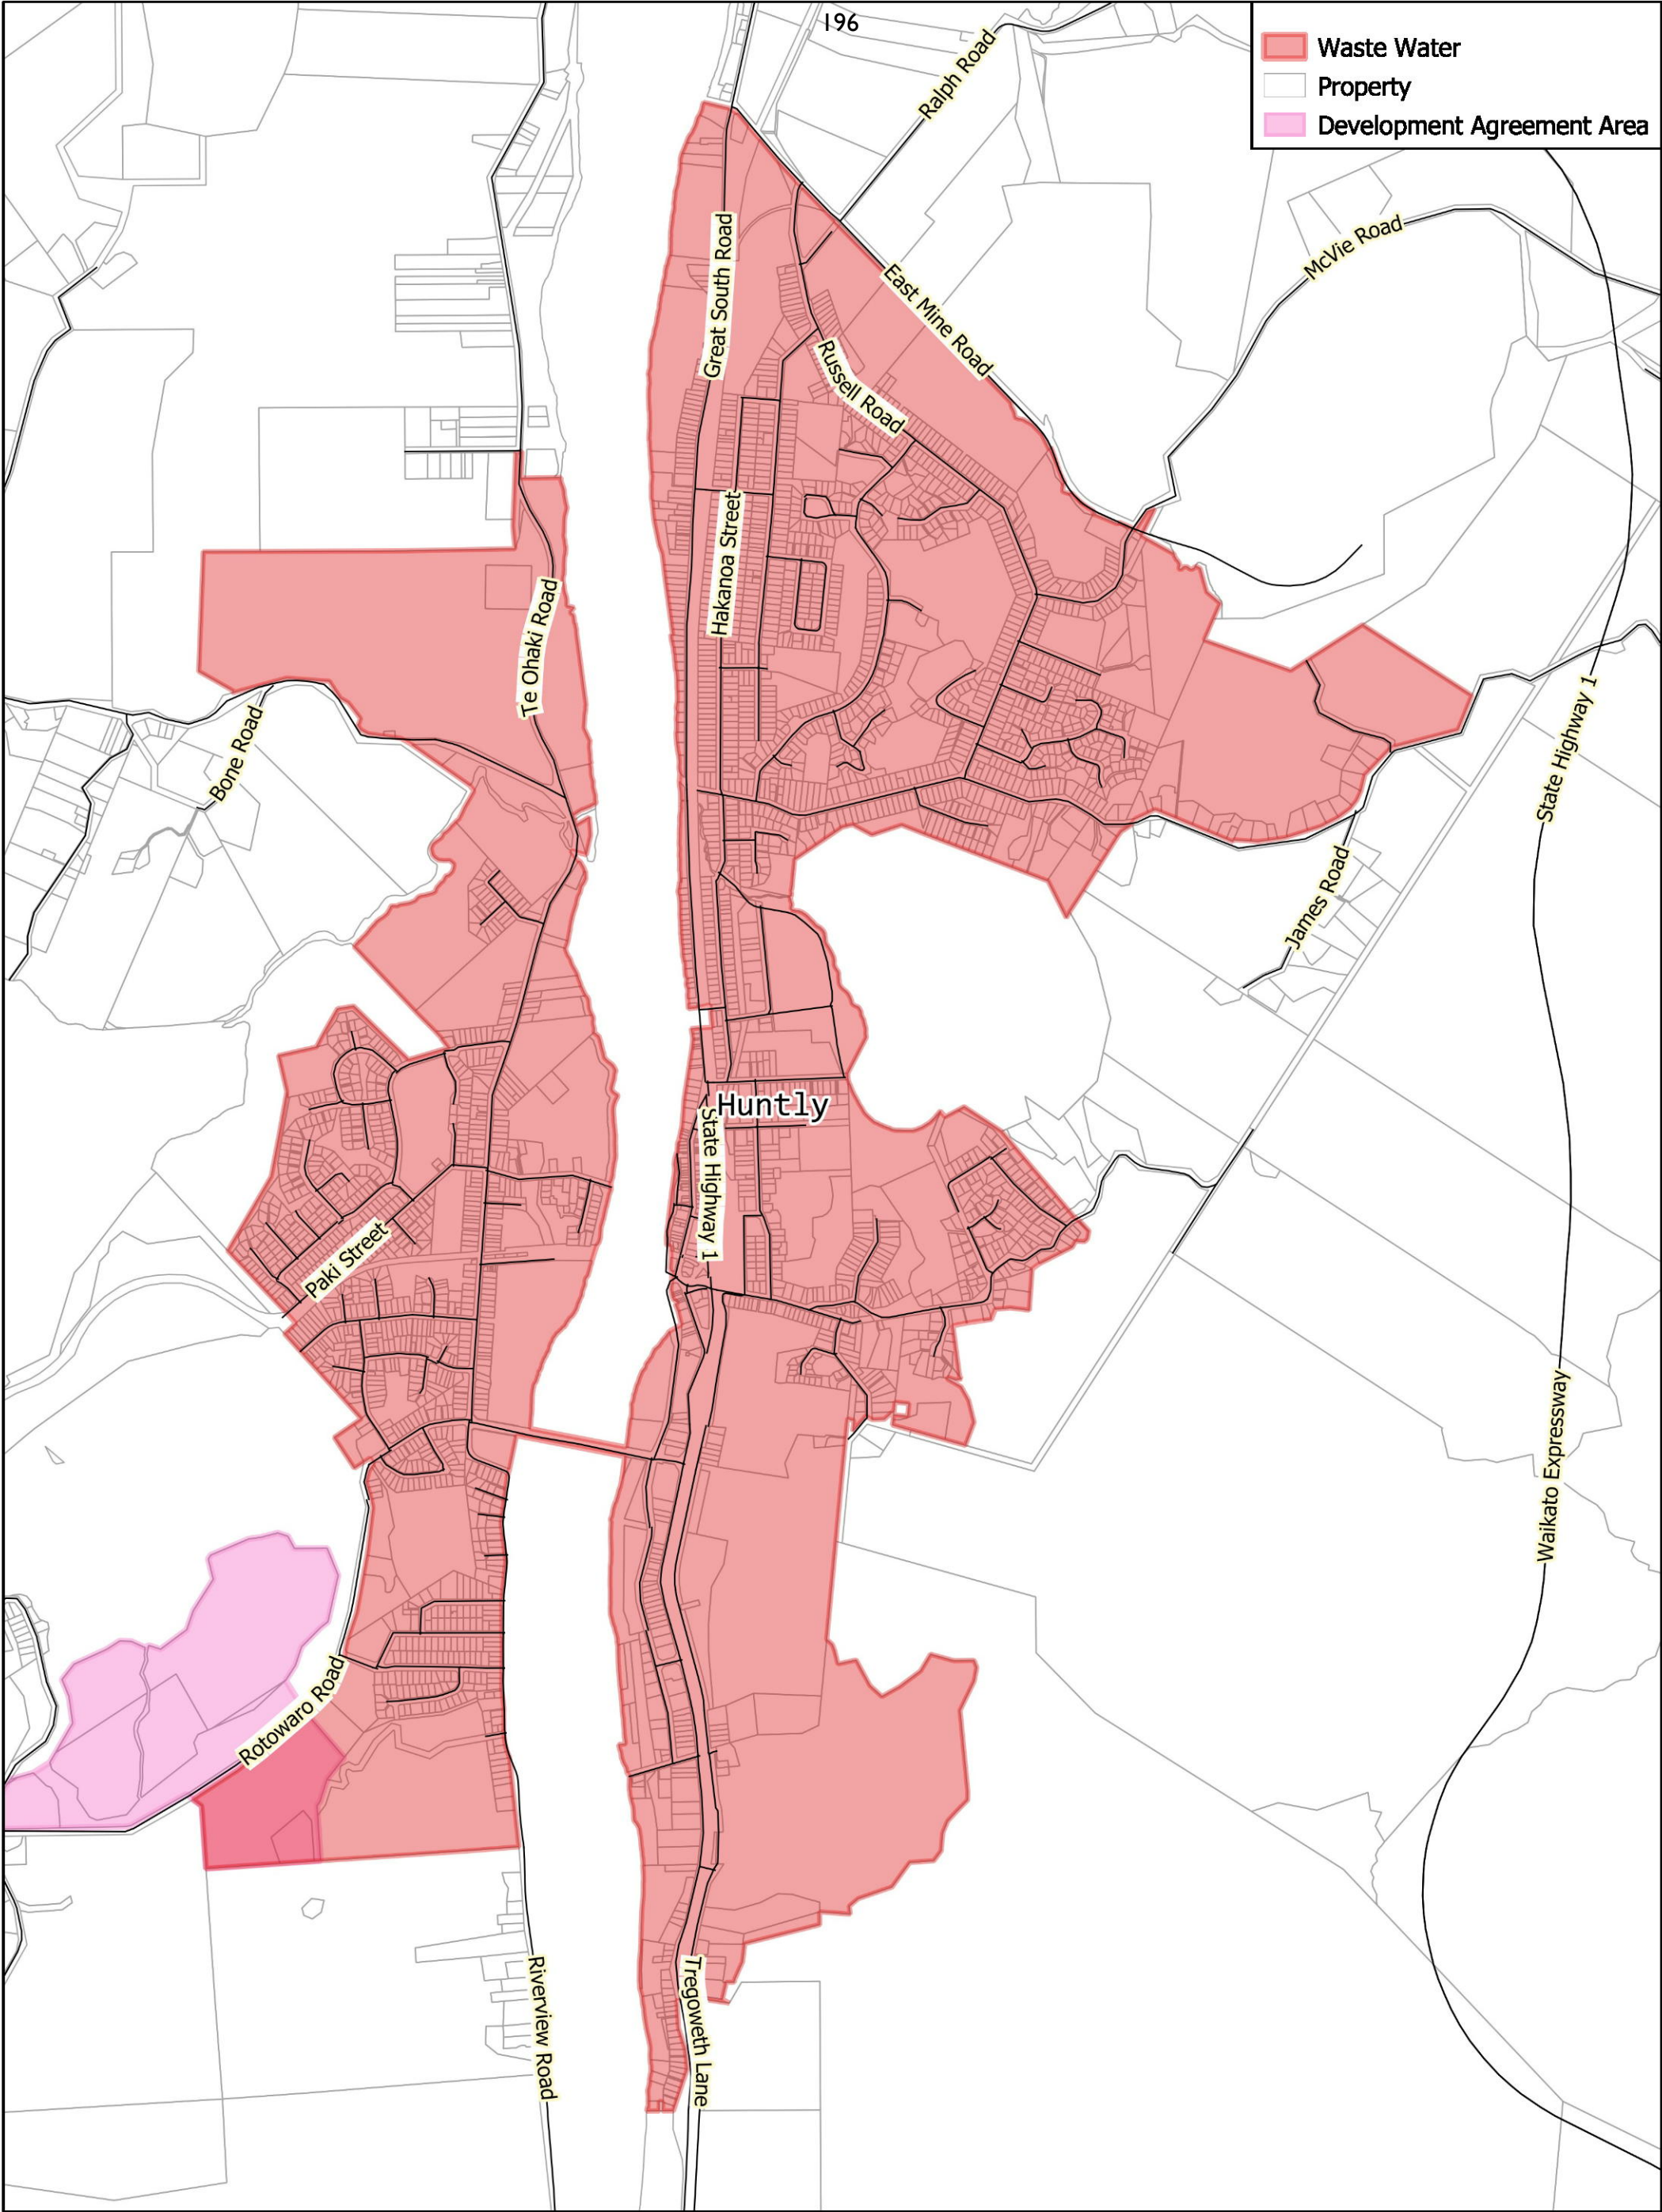 196
Waste Water
Property
Development Agreement Area
Ralph Road
McVie Road
Great South Road
East Mine Road
Russell Road
Hakanoa Street
Te Ohaki Road
Bone Road
State Highway 1
James Road
Huntly
State Highway 1
Paki Street
Waikato Expressway
Rotowaro Road
Riverview Road
Tregoweth Lane